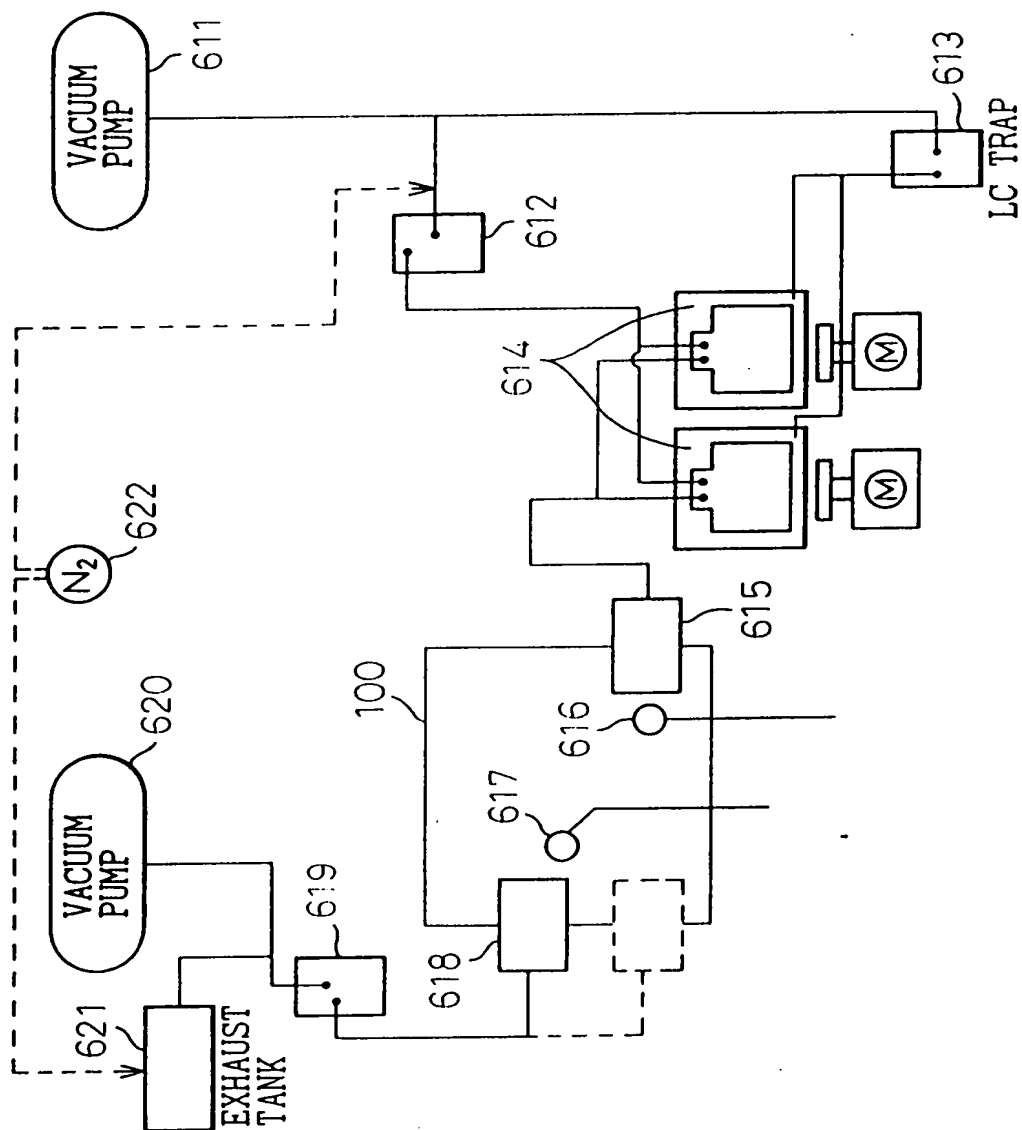 VACUUM
PUMP
611
N₂
622
VACUUM
PUMP
620
621
EXHAUST
TANK
619
612
100
618
617
616
615
614
M
M
613
LC TRAP